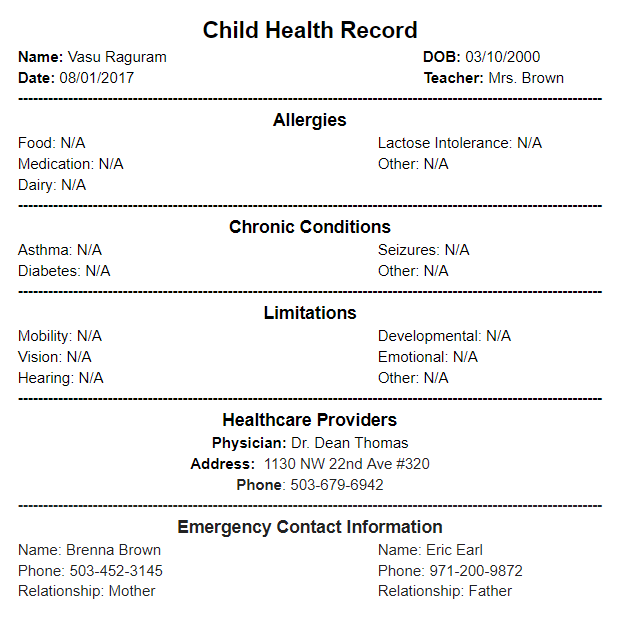 Child Health Record
Name: Vasu Raguram DOB: 03/10/2000
Date: 08/01/2017 Teacher: Mrs. Brown
Allergies
Food: N/A Lactose Intolerance: N/A
Medication: N/A Other: N/A
Dairy: N/A
Chronic Conditions
Asthma: N/A Seizures: N/A
Diabetes: N/A Other: N/A
Limitations
Mobility: N/A Developmental: N/A
Vision: N/A Emotional: N/A
Hearing: N/A Other: N/A
Healthcare Providers
Physician: Dr. Dean Thomas
Address: 1130 NW 22nd Ave #320
Phone: 503-679-6942
Emergency Contact Information
Name: Brenna Brown Name: Eric Earl
Phone: 503-452-3145 Phone: 971-200-9872
Relationship: Mother Relationship: Father